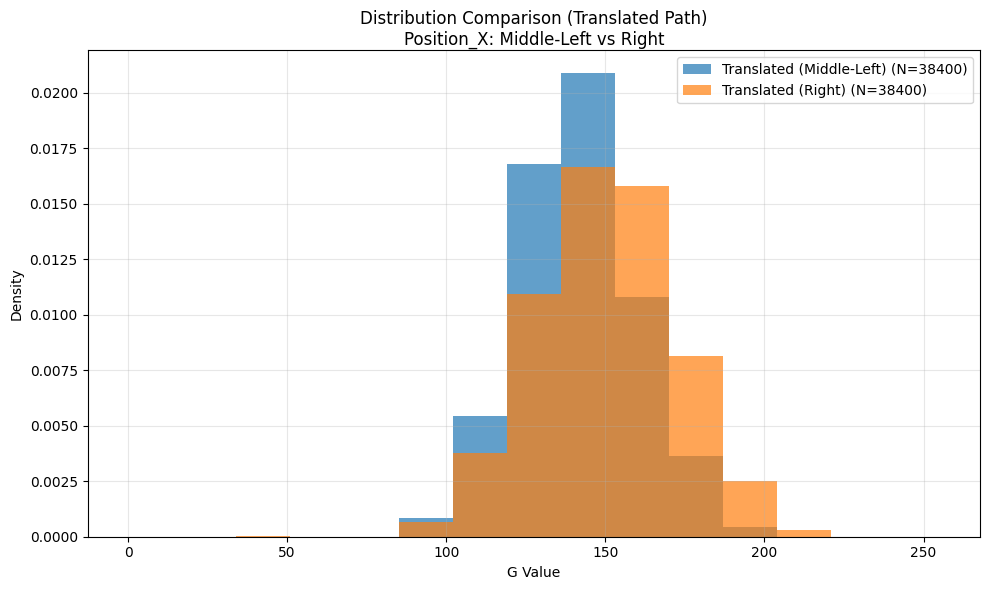 Distribution Comparison (Translated Path)
Position_X: Middle-Left vs Right
Translated (Middle-Left) (N=38400)
Translated (Right) (N=38400)
0.0200
0.0175
0.0150
0.0125
0.0100
0.0075
0.0050
0.0025
0.0000
Density
0 50 100 150 200 250
G Value